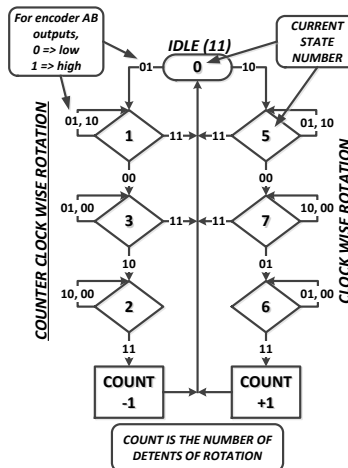 For encoder AB
outputs,
0 => low
1 => high
IDLE (11)
CURRENT
STATE
NUMBER
01
0
10
01, 10
1
11
11
5
01, 10
00
00
01, 00
3
11
11
7
10, 00
10
01
10, 00
2
6
01, 00
11
11
COUNT
-1
COUNT
+1
COUNTER CLOCK WISE ROTATION
CLOCK WISE ROTATION
COUNT IS THE NUMBER OF
DETENTS OF ROTATION